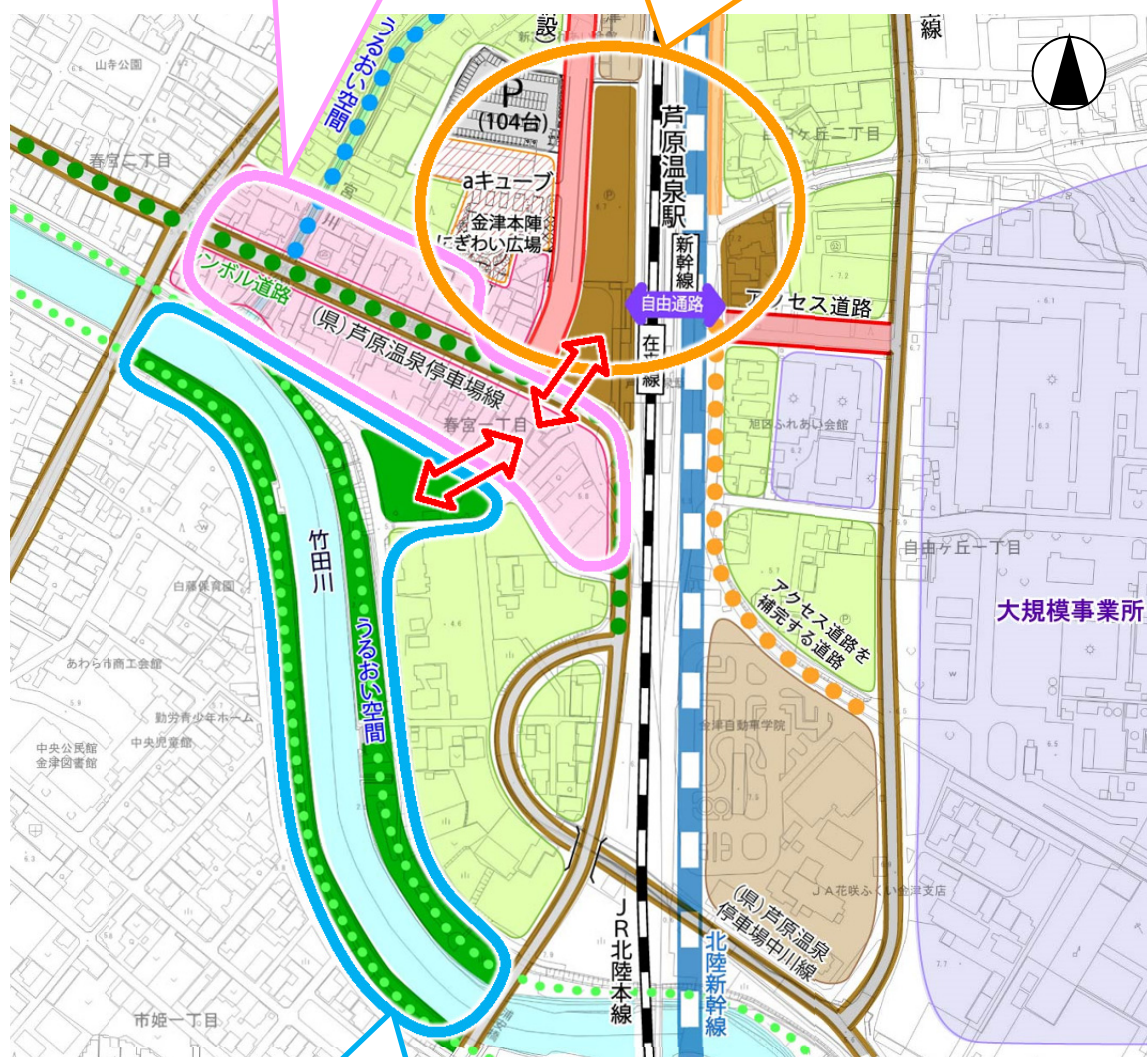 設
線
山寺公園
うるおい空間
P
(104台)
芦原温泉駅
春宮二丁目
aキューブ
金津本陣
にぎわい広場
新幹線
宮
川
シンボル道路
自由通路
アクセス道路
(県)芦原温泉停車場線
在来線
春宮一丁目
旭区ふれあい会館
竹田川
自由ケ丘一丁目
白藤保育園
アクセス道路を
補完する道路
大規模事業所
うるおい空間
あわら市商工会館
勤労青少年ホーム
中央児童館
中央公民館
金津図書館
金津自動車学院
JA花咲ふくい金津支店
(県)芦原温泉
停車場中川線
JR北陸本線
北陸新幹線
市姫一丁目